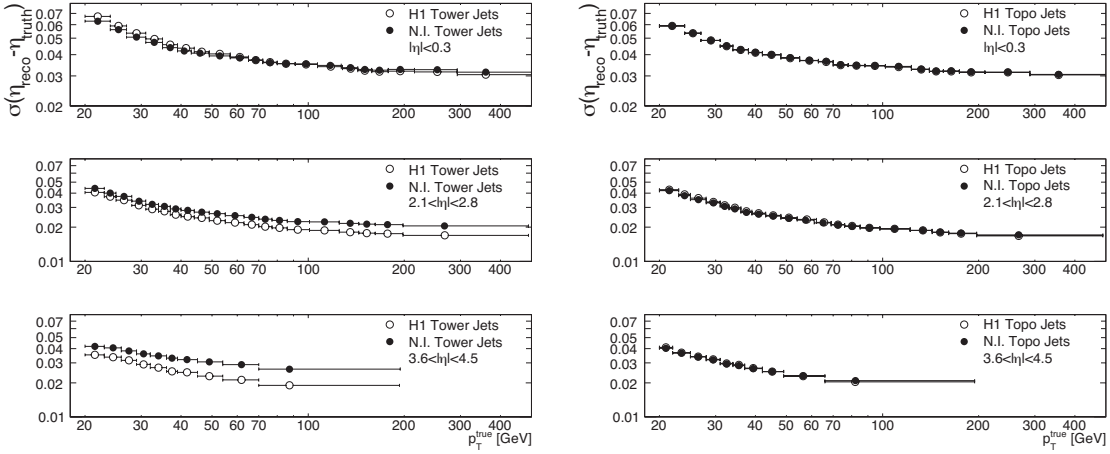 σ(η_reco-η_truth)
0.07
0.06
0.05
0.04
0.03
0.02
H1 Tower Jets
N.I. Tower Jets
|η|<0.3
20 30 40 50 60 70 100 200 300 400
0.07
0.05
0.04
0.03
0.02
0.01
H1 Tower Jets
N.I. Tower Jets
2.1<|η|<2.8
20 30 40 50 60 70 100 200 300 400
0.07
0.05
0.04
0.03
0.02
0.01
H1 Tower Jets
N.I. Tower Jets
3.6<|η|<4.5
20 30 40 50 60 70 100 200 300 400
p_T^true [GeV]
σ(η_reco-η_truth)
0.07
0.06
0.05
0.04
0.03
0.02
H1 Topo Jets
N.I. Topo Jets
|η|<0.3
20 30 40 50 60 70 100 200 300 400
0.07
0.05
0.04
0.03
0.02
0.01
H1 Topo Jets
N.I. Topo Jets
2.1<|η|<2.8
20 30 40 50 60 70 100 200 300 400
0.07
0.05
0.04
0.03
0.02
0.01
H1 Topo Jets
N.I. Topo Jets
3.6<|η|<4.5
20 30 40 50 60 70 100 200 300 400
p_T^true [GeV]